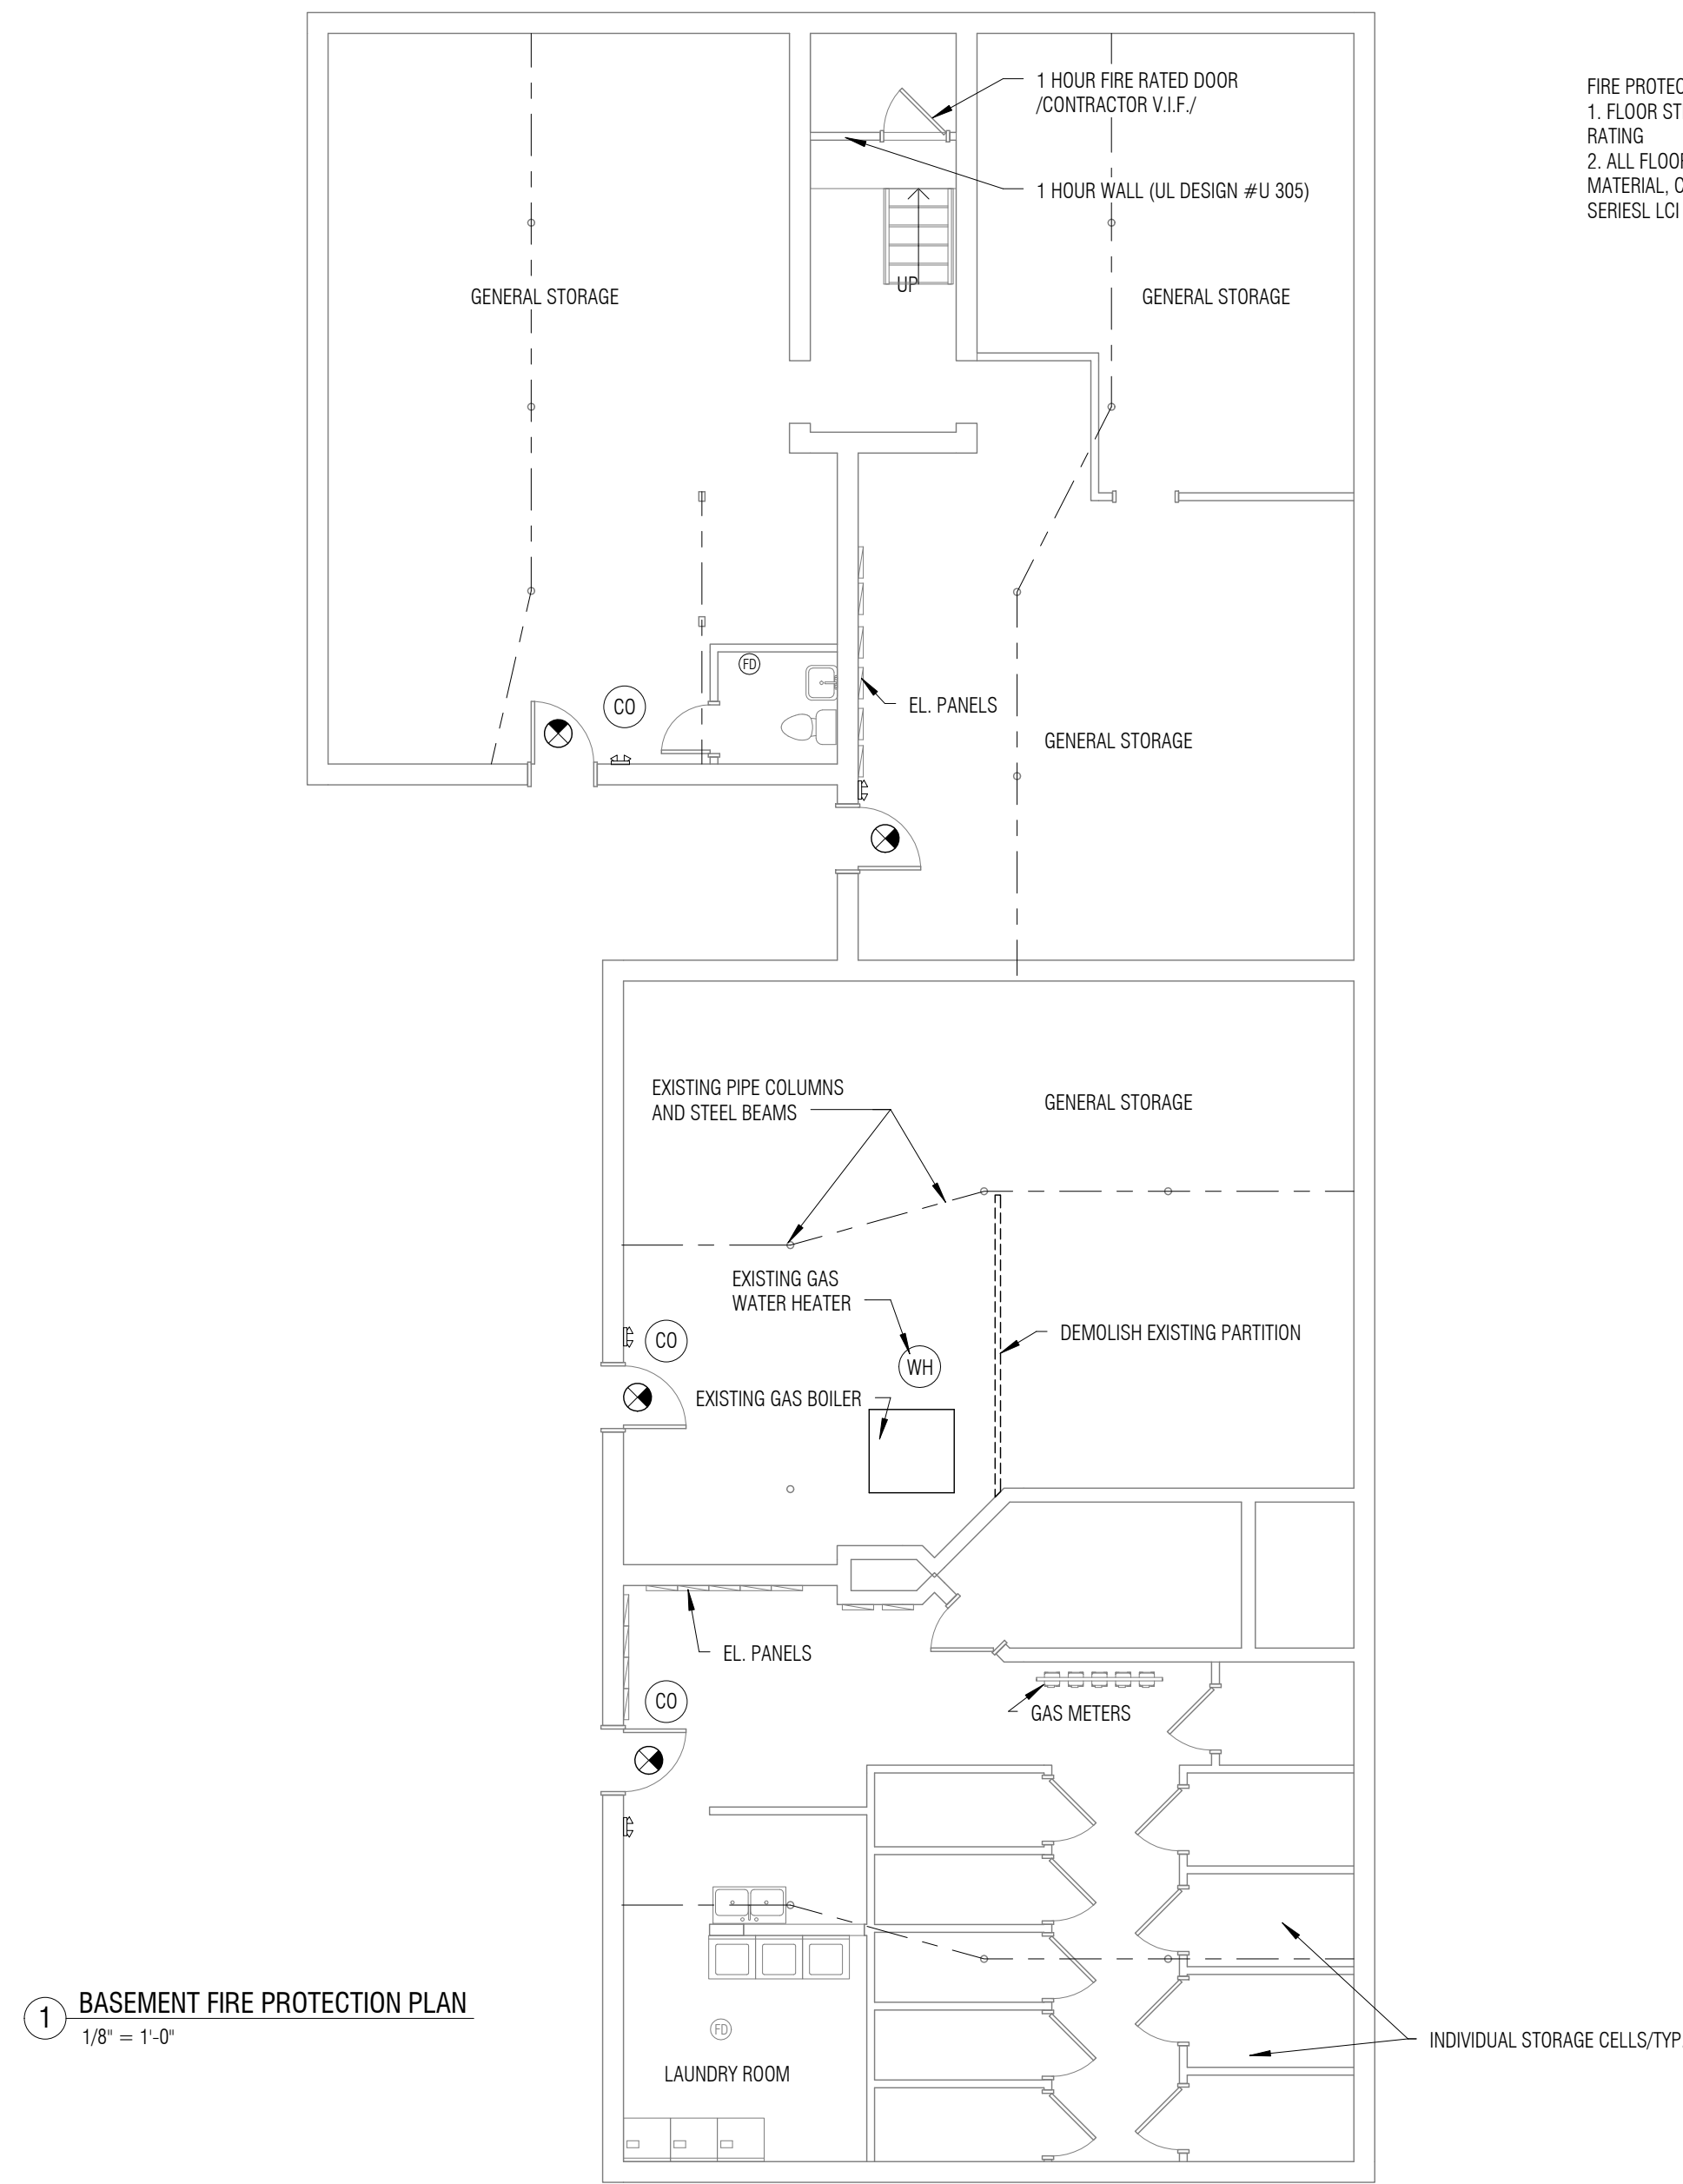 1 HOUR FIRE RATED DOOR
/CONTRACTOR V.I.F./
FIRE PROTEC
1. FLOOR ST
RATING
2. ALL FLOOR
MATERIAL, C
SERIESL LCI
1 HOUR WALL (UL DESIGN #U 305)
UP
GENERAL STORAGE
GENERAL STORAGE
FD
CO
EL. PANELS
GENERAL STORAGE
EXISTING PIPE COLUMNS
AND STEEL BEAMS
GENERAL STORAGE
EXISTING GAS
WATER HEATER
CO
DEMOLISH EXISTING PARTITION
WH
EXISTING GAS BOILER
EL. PANELS
CO
GAS METERS
1 BASEMENT FIRE PROTECTION PLAN
1/8" = 1'-0"
FD
LAUNDRY ROOM
INDIVIDUAL STORAGE CELLS/TYP.